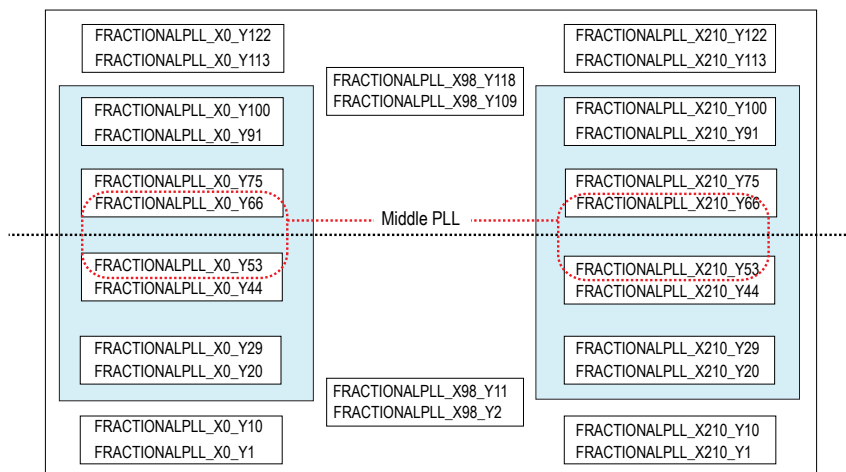 FRACTIONALPLL_X0_Y122
FRACTIONALPLL_X0_Y113
FRACTIONALPLL_X210_Y122
FRACTIONALPLL_X210_Y113
FRACTIONALPLL_X98_Y118
FRACTIONALPLL_X98_Y109
FRACTIONALPLL_X0_Y100
FRACTIONALPLL_X0_Y91
FRACTIONALPLL_X210_Y100
FRACTIONALPLL_X210_Y91
FRACTIONALPLL_X0_Y75
FRACTIONALPLL_X0_Y66
FRACTIONALPLL_X210_Y75
FRACTIONALPLL_X210_Y66
Middle PLL
FRACTIONALPLL_X0_Y53
FRACTIONALPLL_X0_Y44
FRACTIONALPLL_X210_Y53
FRACTIONALPLL_X210_Y44
FRACTIONALPLL_X0_Y29
FRACTIONALPLL_X0_Y20
FRACTIONALPLL_X210_Y29
FRACTIONALPLL_X210_Y20
FRACTIONALPLL_X98_Y11
FRACTIONALPLL_X98_Y2
FRACTIONALPLL_X0_Y10
FRACTIONALPLL_X0_Y1
FRACTIONALPLL_X210_Y10
FRACTIONALPLL_X210_Y1